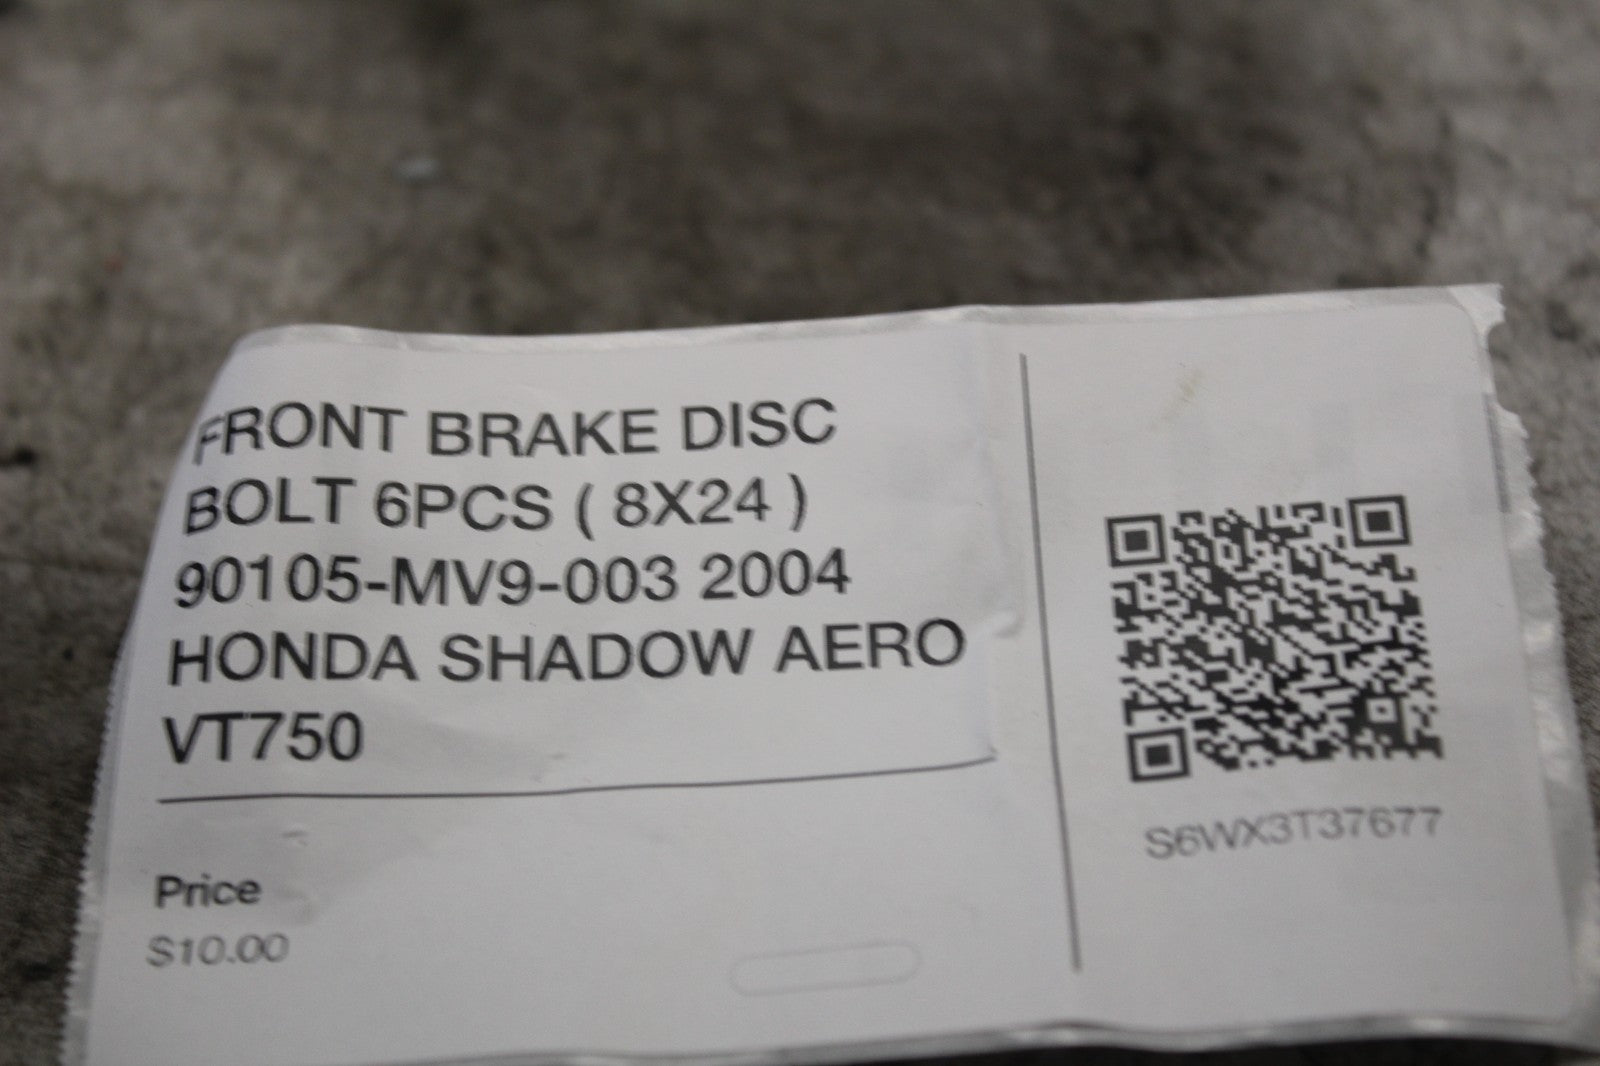 FRONT BRAKE DISC
BOLT 6PCS ( 8X24 )
90105-MV9-003 2004
HONDA SHADOW AERO
VT750
Price
$10.00
S6WX3T37677